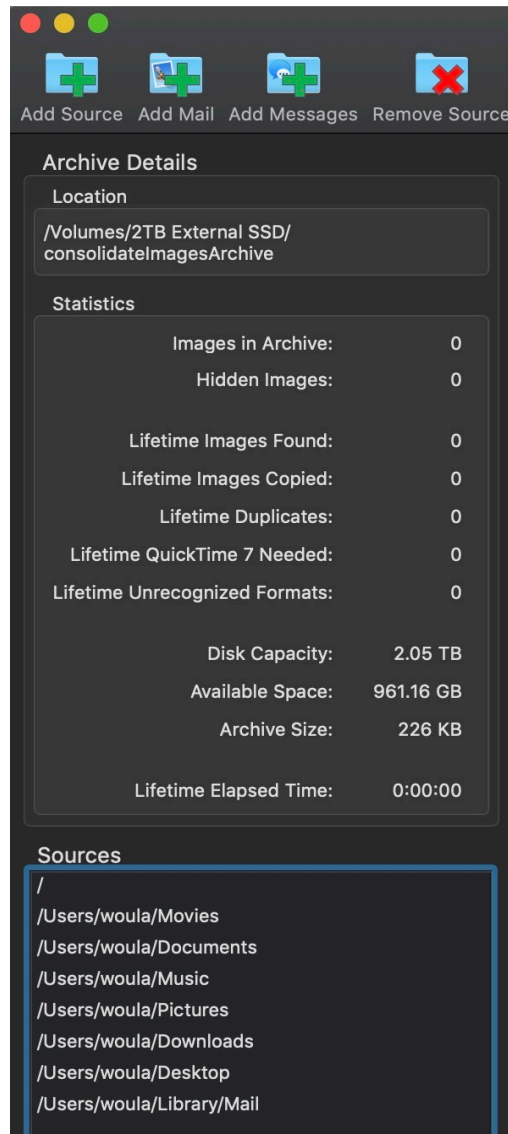 Add Source Add Mail Add Messages Remove Source
Archive Details
Location
/Volumes/2TB External SSD/
consolidateImagesArchive
Statistics
Images in Archive: 0
Hidden Images: 0
Lifetime Images Found: 0
Lifetime Images Copied: 0
Lifetime Duplicates: 0
Lifetime QuickTime 7 Needed: 0
Lifetime Unrecognized Formats: 0
Disk Capacity: 2.05 TB
Available Space: 961.16 GB
Archive Size: 226 KB
Lifetime Elapsed Time: 0:00:00
Sources
/
/Users/woula/Movies
/Users/woula/Documents
/Users/woula/Music
/Users/woula/Pictures
/Users/woula/Downloads
/Users/woula/Desktop
/Users/woula/Library/Mail